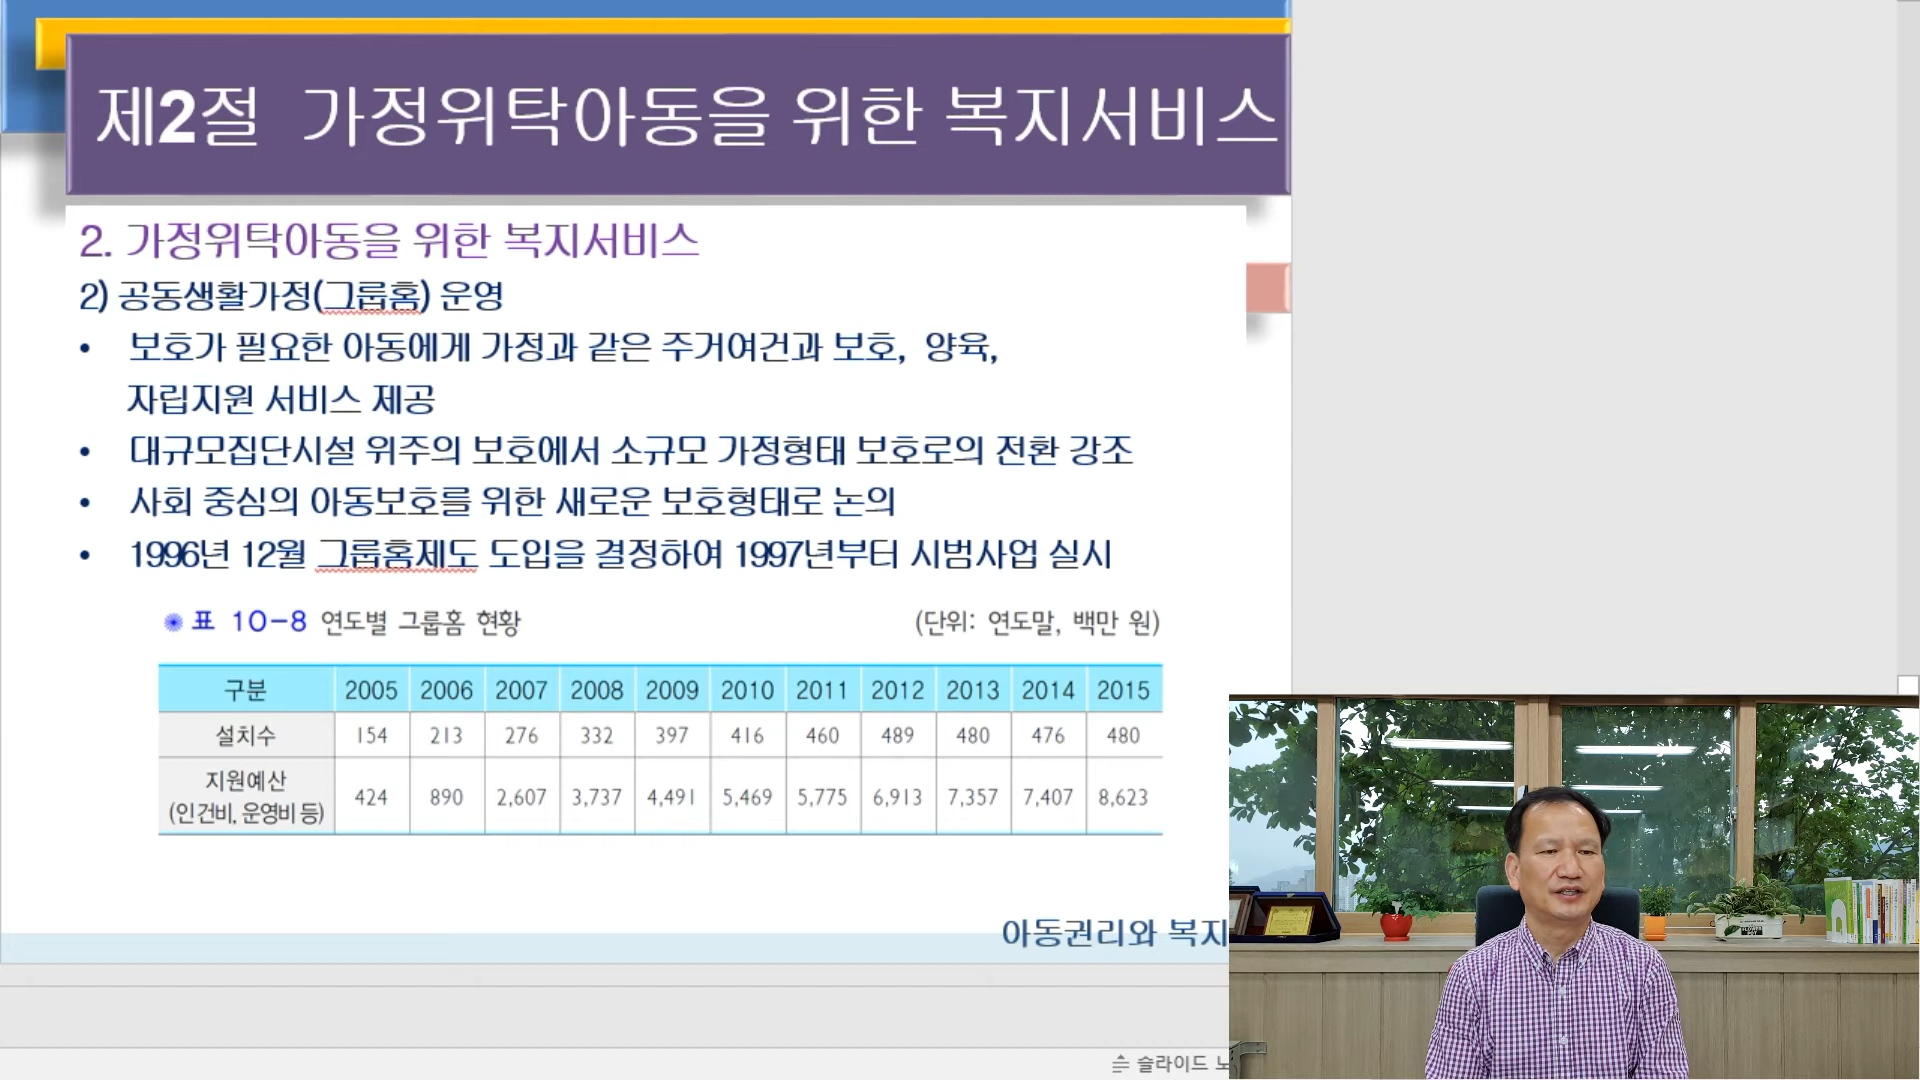 제2절 가정위탁아동을 위한 복지서비스
2. 가정위탁아동을 위한 복지서비스
2) 공동생활가정(그룹홈) 운영
• 보호가 필요한 아동에게 가정과 같은 주거여건과 보호, 양육,
자립지원 서비스 제공
• 대규모집단시설 위주의 보호에서 소규모 가정형태 보호로의 전환 강조
• 사회 중심의 아동보호를 위한 새로운 보호형태로 논의
• 1996년 12월 그룹홈제도 도입을 결정하여 1997년부터 시범사업 실시
표 10-8 연도별 그룹홈 현황 (단위: 연도말, 백만 원)
구분 2005 2006 2007 2008 2009 2010 2011 2012 2013 2014 2015
설치수 154 213 276 332 397 416 460 489 480 476 480
지원예산
(인건비, 운영비 등) 424 890 2,607 3,737 4,491 5,469 5,775 6,913 7,357 7,407 8,623
아동권리와 복지
슬라이드 노